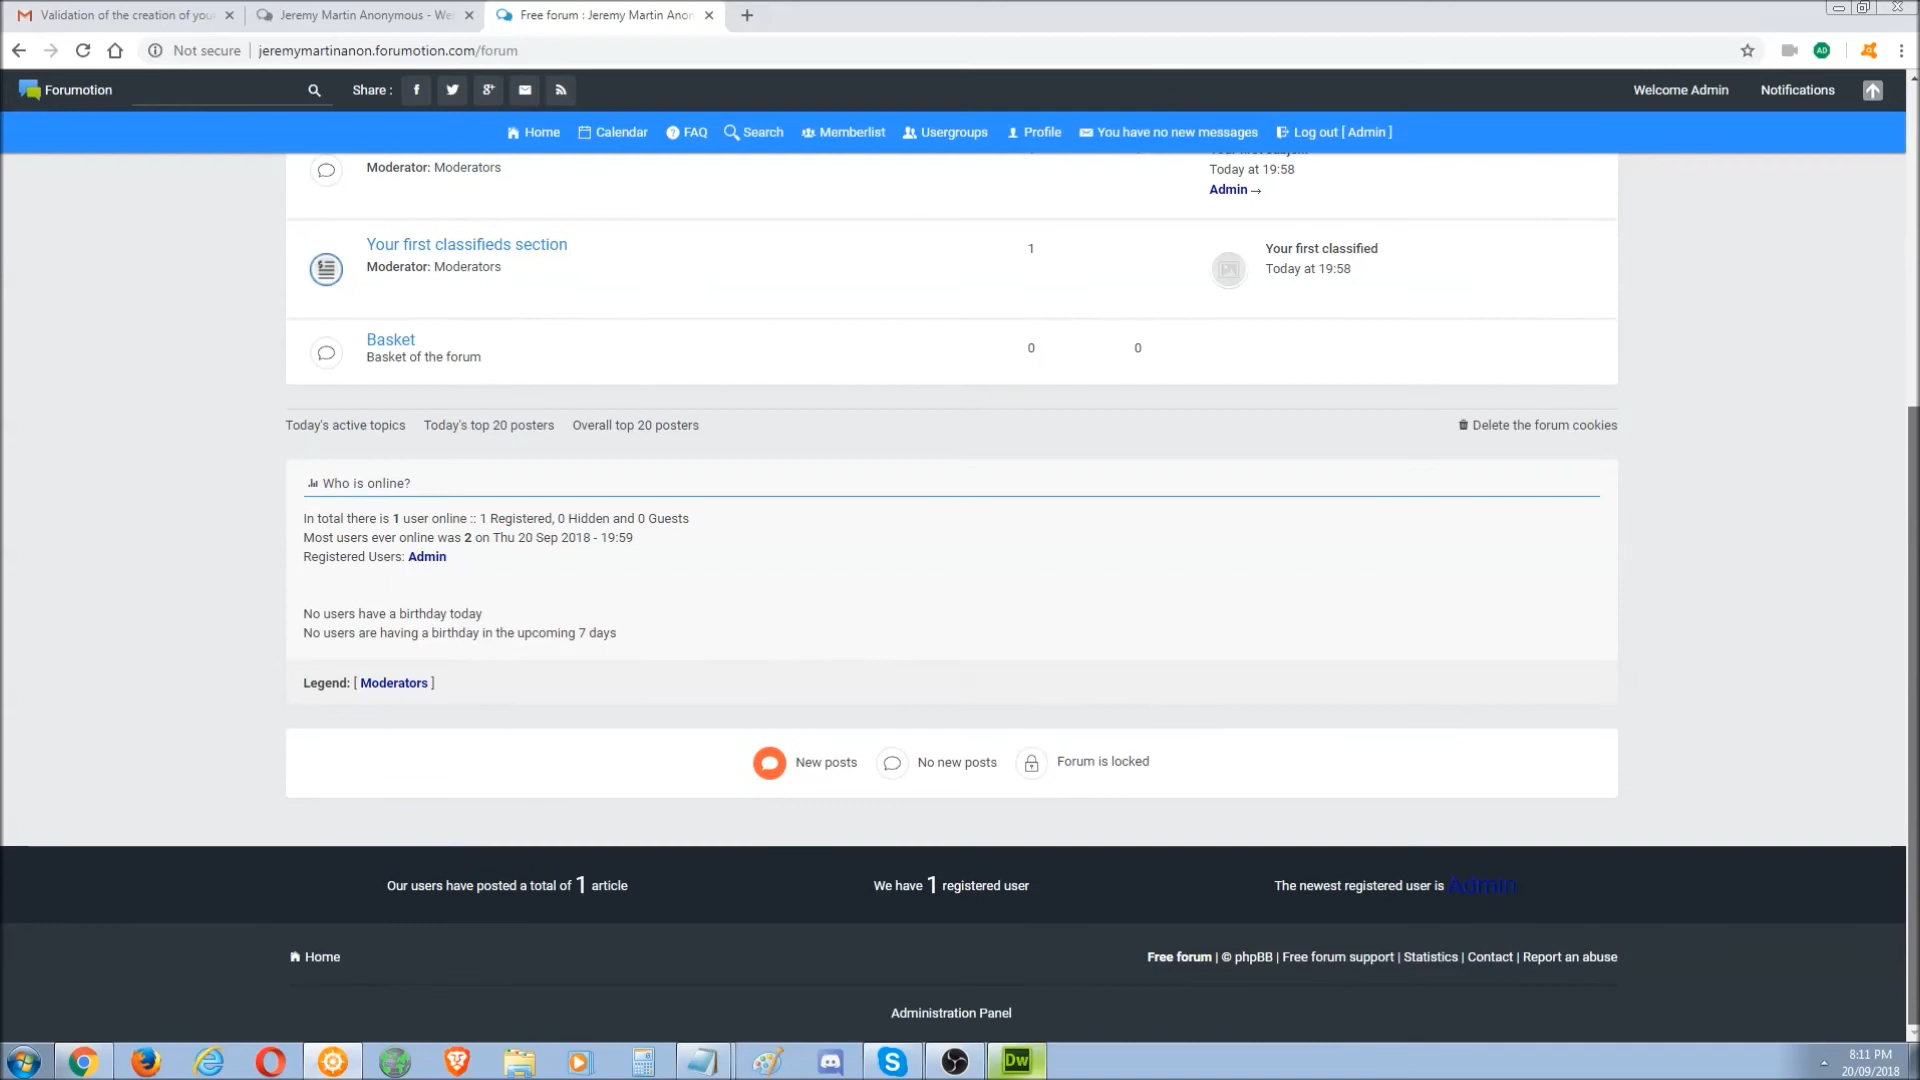 Validation of the creation of you
Jeremy Martin Anonymous - We
Free forum : Jeremy Martin Anor
Not secure
jeremymartinanon.forumotion.com/forum
AD
Forumotion
Share :
f
g+
Welcome Admin
Notifications
Home
Calendar
FAQ
Search
Memberlist
Usergroups
Profile
You have no new messages
Log out [ Admin ]
Moderator: Moderators
Today at 19:58
Admin →
Your first classifieds section
Moderator: Moderators
1
Your first classified
Today at 19:58
Basket
Basket of the forum
0
0
Today's active topics
Today's top 20 posters
Overall top 20 posters
Delete the forum cookies
Who is online?
In total there is 1 user online :: 1 Registered, 0 Hidden and 0 Guests
Most users ever online was 2 on Thu 20 Sep 2018 - 19:59
Registered Users: Admin
No users have a birthday today
No users are having a birthday in the upcoming 7 days
Legend: [ Moderators ]
New posts
No new posts
Forum is locked
Our users have posted a total of 1 article
We have 1 registered user
The newest registered user is Admin
Home
Free forum | © phpBB | Free forum support | Statistics | Contact | Report an abuse
Administration Panel
S
Dw
8:11 PM
20/09/2018